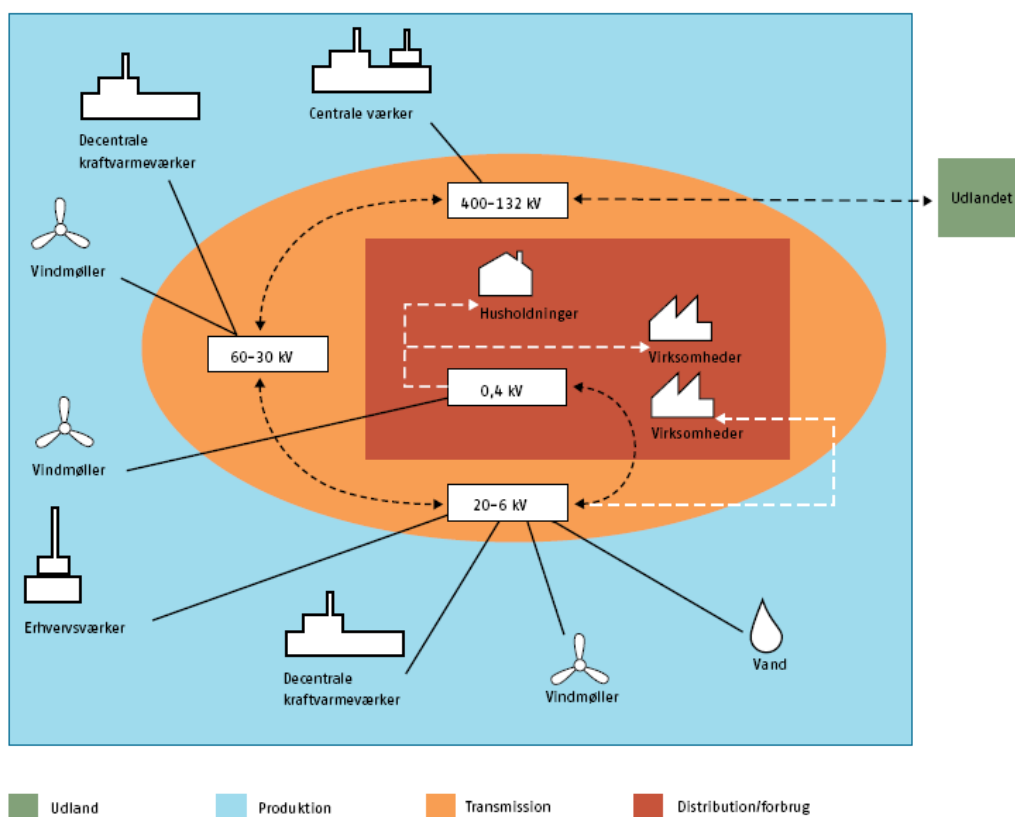 Centrale værker
Decentrale
kraftvarmeværker
400-132 kV
Udlandet
Vindmøller
Husholdninger
60-30 kV
Virksomheder
0,4 kV
Virksomheder
Vindmøller
20-6 kV
Erhvervsværker
Decentrale
kraftvarmeværker
Vindmøller
Vand
Udland
Produktion
Transmission
Distribution/forbrug